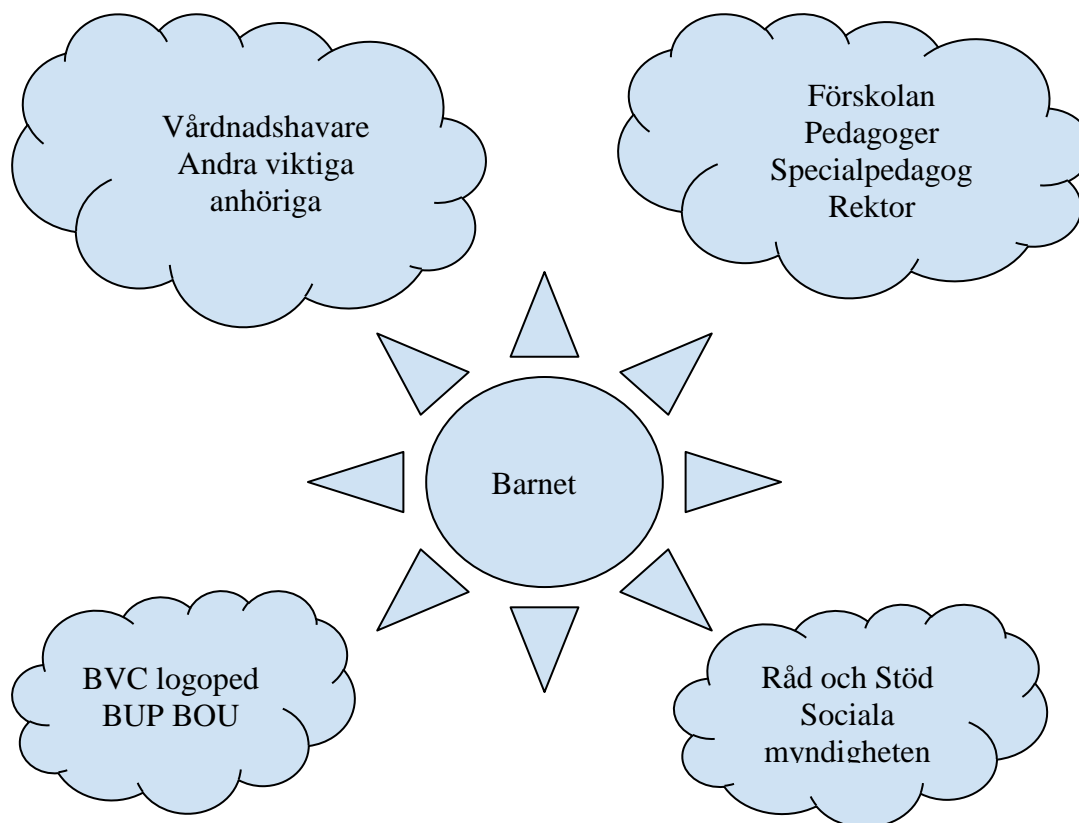 Vårdnadshavare
Andra viktiga
anhöriga
Förskolan
Pedagoger
Specialpedagog
Rektor
Barnet
BVC logoped
BUP BOU
Råd och Stöd
Sociala
myndigheten